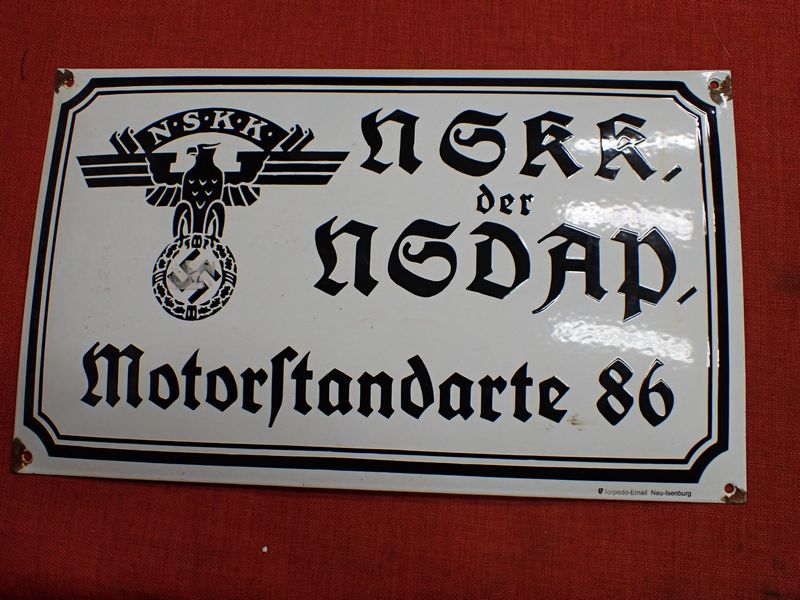 N·S·K·K·
NSKK,
der
NSDAP,
Motorſtandarte 86
Torpedo-Email Neu-Isenburg